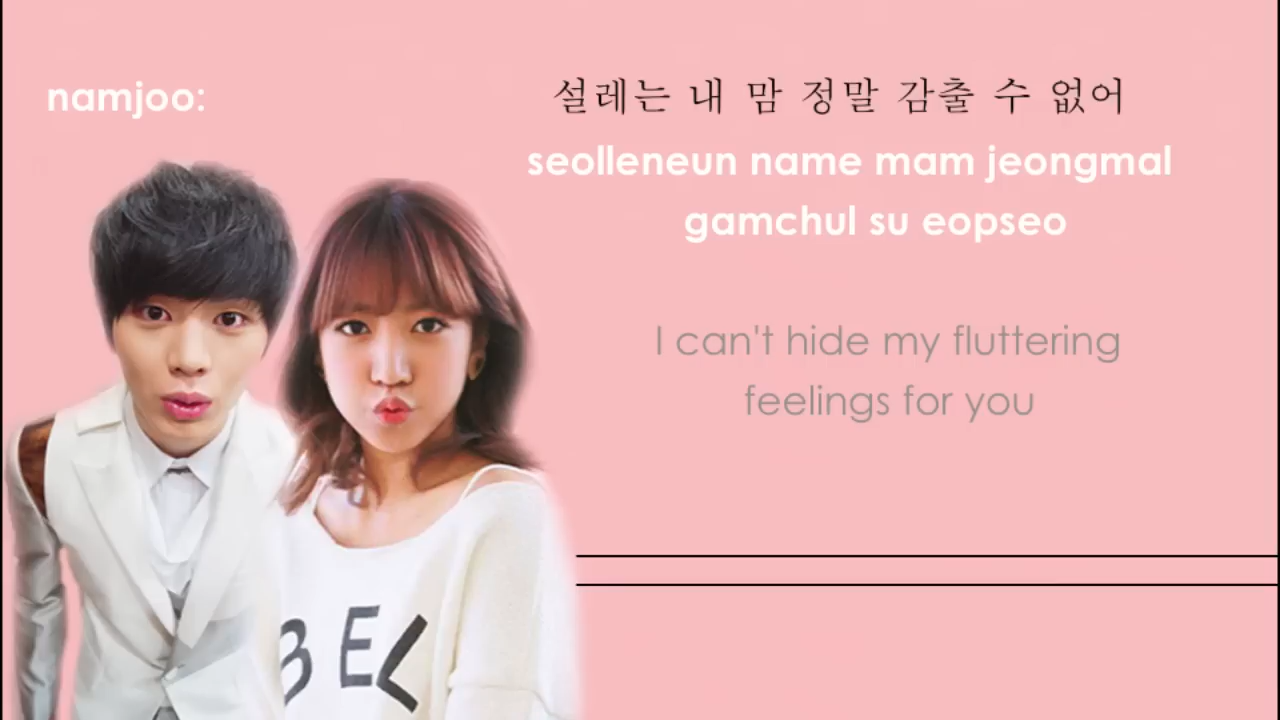 namjoo:
설레는 내 맘 정말 감출 수 없어
seolleneun name mam jeongmal
gamchul su eopseo
I can't hide my fluttering
feelings for you
BE